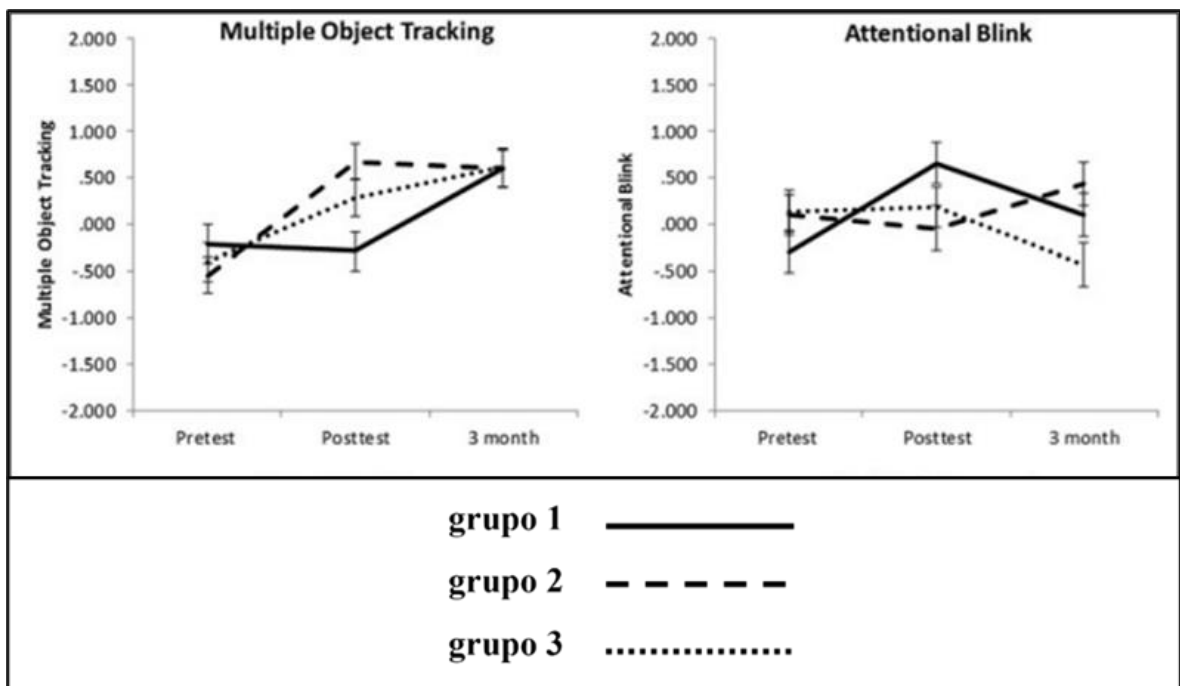 Multiple Object Tracking
2.000
1.500
1.000
.500
.000
-.500
-1.000
-1.500
-2.000
Multiple Object Tracking
Pretest Posttest 3 month
Attentional Blink
2.000
1.500
1.000
.500
.000
-.500
-1.000
-1.500
-2.000
Attentional Blink
Pretest Posttest 3 month
grupo 1
grupo 2
grupo 3